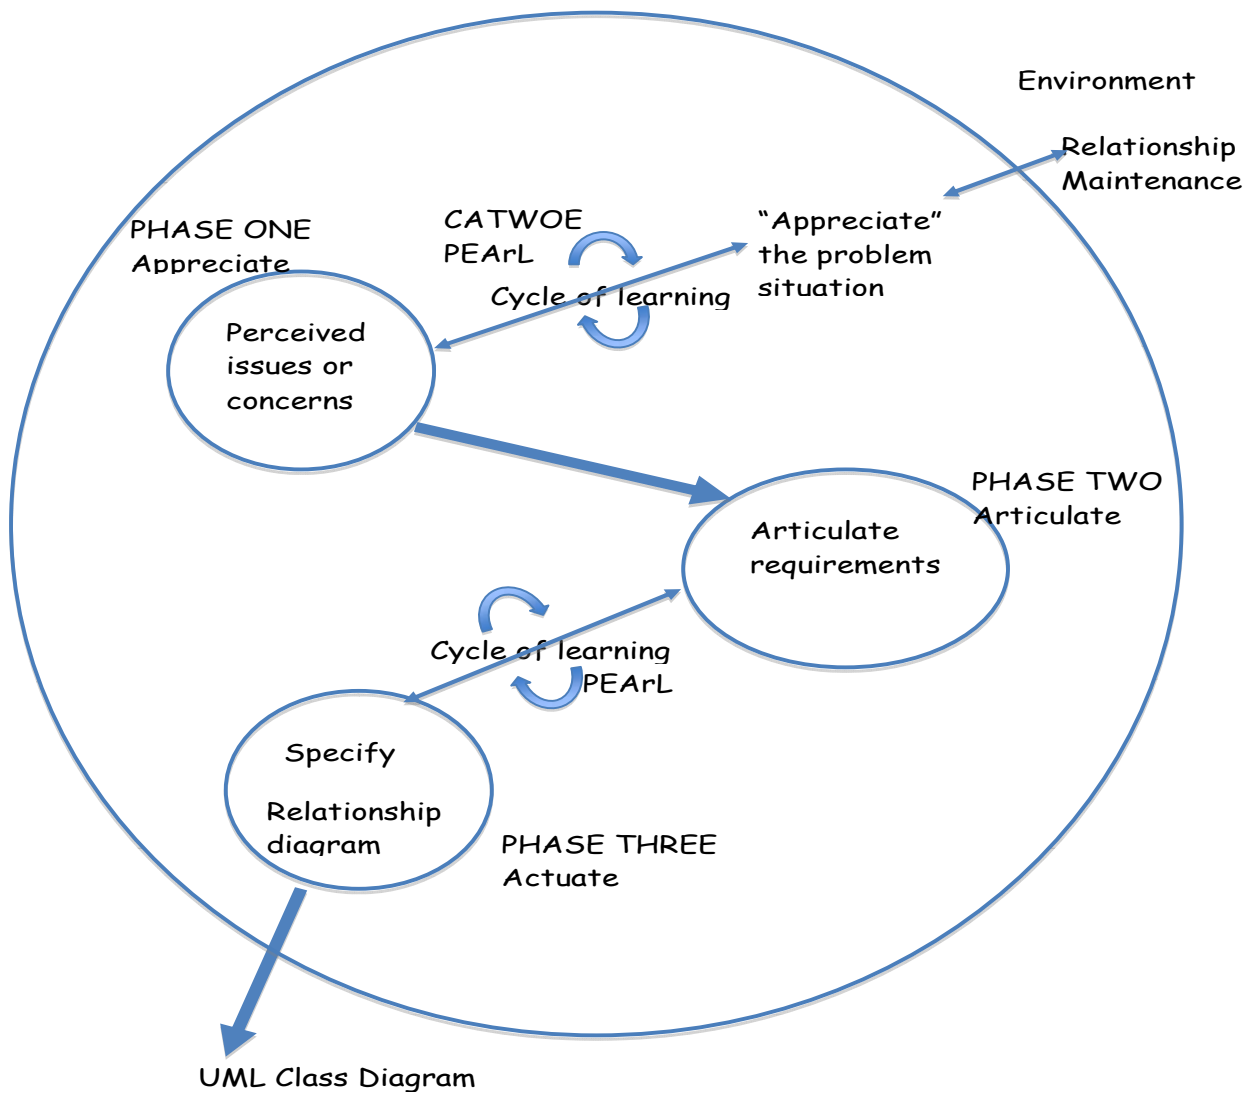 Environment
Relationship
Maintenance
PHASE ONE
Appreciate
CATWOE
PEArL
Cycle of learning
“Appreciate”
the problem
situation
Perceived
issues or
concerns
PHASE TWO
Articulate
Articulate
requirements
Cycle of learning
PEArL
Specify
Relationship
diagram
PHASE THREE
Actuate
UML Class Diagram